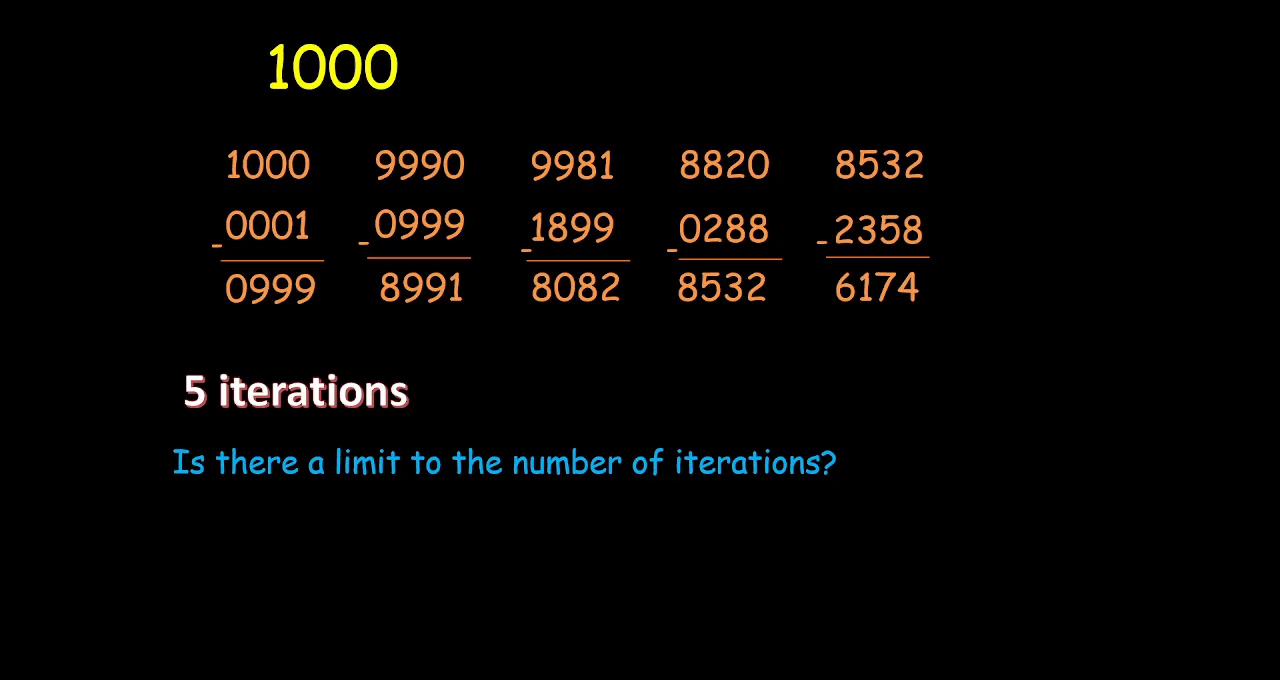 1000
1000 9990 9981 8820 8532
-0001 -0999 -1899 -0288 -2358
0999 8991 8082 8532 6174
5 iterations
Is there a limit to the number of iterations?